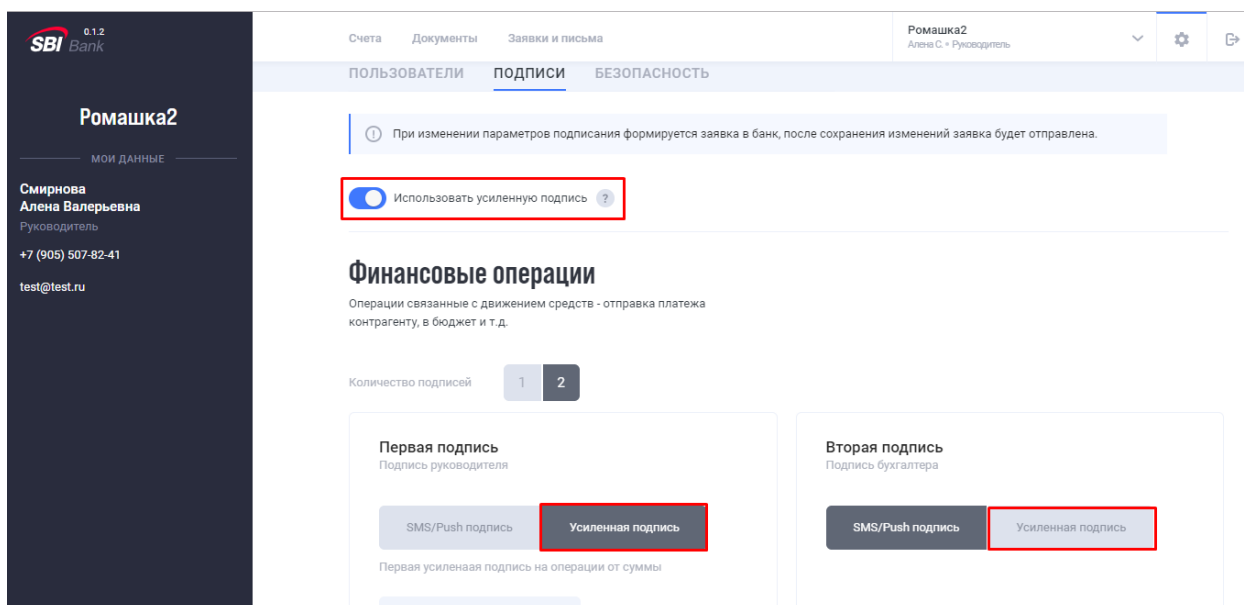 0.1.2
SBI Bank
Ромашка2
МОИ ДАННЫЕ
Смирнова
Алена Валерьевна
Руководитель
+7 (905) 507-82-41
test@test.ru
Счета Документы Заявки и письма
Ромашка2
Алена С. • Руководитель
ПОЛЬЗОВАТЕЛИ ПОДПИСИ БЕЗОПАСНОСТЬ
При изменении параметров подписания формируется заявка в банк, после сохранения изменений заявка будет отправлена.
Использовать усиленную подпись ?
Финансовые операции
Операции связанные с движением средств - отправка платежа
контрагенту, в бюджет и т.д.
Количество подписей 1 2
Первая подпись
Подпись руководителя
SMS/Push подпись Усиленная подпись
Первая усиленаая подпись на операции от суммы
Вторая подпись
Подпись бухгалтера
SMS/Push подпись Усиленная подпись